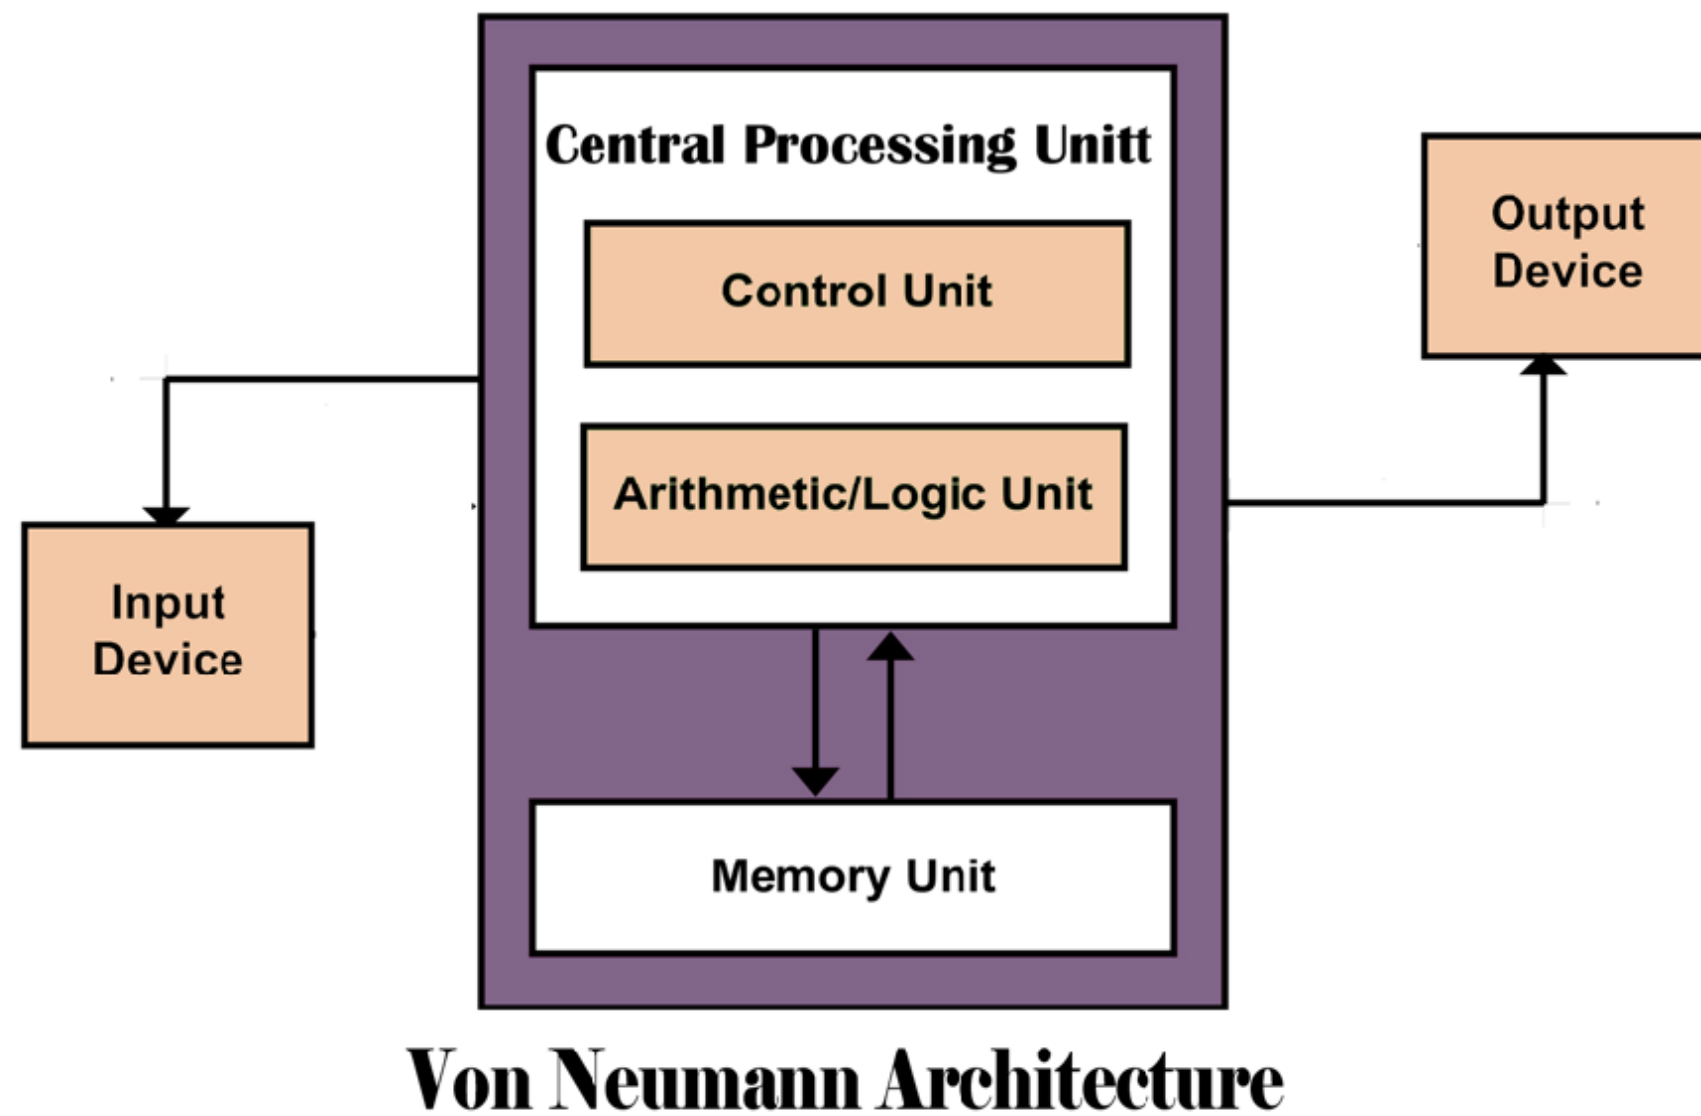 Central Processing Unitt
Control Unit
Arithmetic/Logic Unit
Output
Device
Input
Device
Memory Unit
Von Neumann Architecture